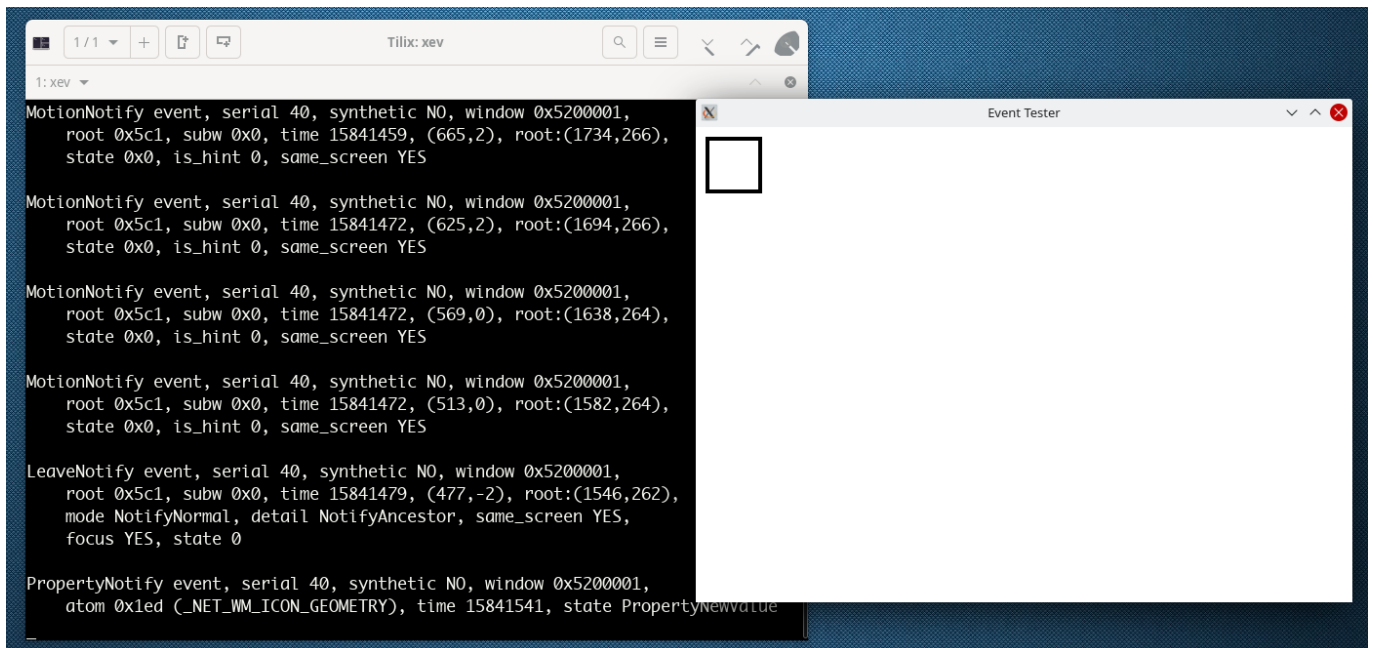 1 / 1
Tilix: xev
1: xev
MotionNotify event, serial 40, synthetic NO, window 0x5200001,
root 0x5c1, subw 0x0, time 15841459, (665,2), root:(1734,266),
state 0x0, is_hint 0, same_screen YES
MotionNotify event, serial 40, synthetic NO, window 0x5200001,
root 0x5c1, subw 0x0, time 15841472, (625,2), root:(1694,266),
state 0x0, is_hint 0, same_screen YES
MotionNotify event, serial 40, synthetic NO, window 0x5200001,
root 0x5c1, subw 0x0, time 15841472, (569,0), root:(1638,264),
state 0x0, is_hint 0, same_screen YES
MotionNotify event, serial 40, synthetic NO, window 0x5200001,
root 0x5c1, subw 0x0, time 15841472, (513,0), root:(1582,264),
state 0x0, is_hint 0, same_screen YES
LeaveNotify event, serial 40, synthetic NO, window 0x5200001,
root 0x5c1, subw 0x0, time 15841479, (477,-2), root:(1546,262),
mode NotifyNormal, detail NotifyAncestor, same_screen YES,
focus YES, state 0
PropertyNotify event, serial 40, synthetic NO, window 0x5200001,
atom 0x1ed (_NET_WM_ICON_GEOMETRY), time 15841541, state PropertyNewValue
Event Tester